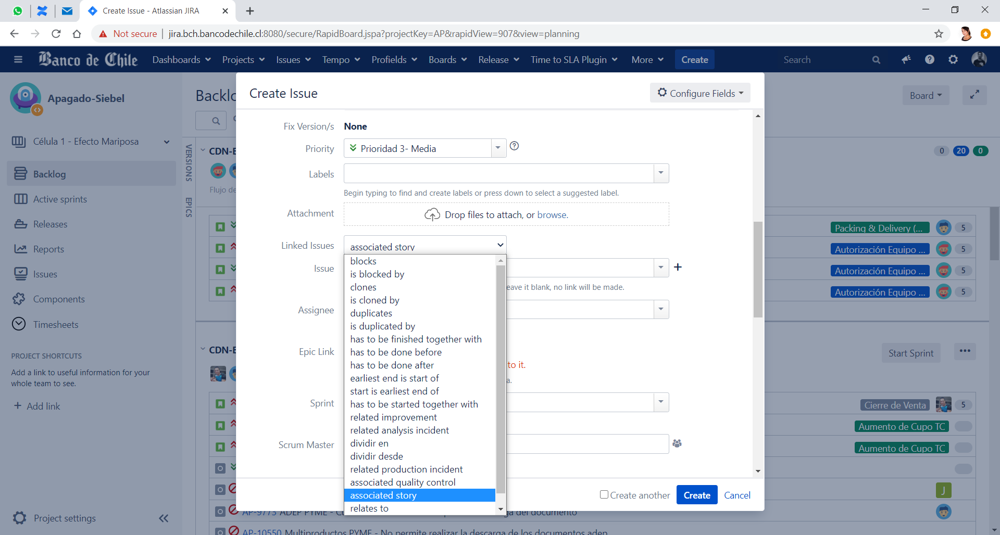 Create Issue - Atlassian JIRA
Not secure
jira.bch.bancodechile.cl:8080/secure/RapidBoard.jspa?projectKey=AP&rapidView=907&view=planning
Banco de Chile
Dashboards Projects Issues Tempo Profields Boards Release Time to SLA Plugin More Create Search
Apagado-Siebel
Célula 1 - Efecto Mariposa
Backlog
Active sprints
Releases
Reports
Issues
Components
Timesheets
PROJECT SHORTCUTS
Add a link to useful information for your
whole team to see.
+ Add link
Project settings
VERSIONS
EPICS
Board
0 20 0
Flujo de
Packing & Delivery (... 5
Autorización Equipo ... 5
Autorización Equipo ... 5
Autorización Equipo ... 5
Start Sprint
Cierre de Venta 5
Aumento de Cupo TC
Aumento de Cupo TC
J
Create Issue
Configure Fields
Fix Version/s None
Priority Prioridad 3- Media
Labels
Begin typing to find and create labels or press down to select a suggested label.
Attachment Drop files to attach, or browse.
Linked Issues associated story
Issue
eave it blank, no link will be made.
Assignee
Epic Link
to it.
a.
Sprint
Scrum Master
blocks
is blocked by
clones
is cloned by
duplicates
is duplicated by
has to be finished together with
has to be done before
has to be done after
earliest end is start of
start is earliest end of
has to be started together with
related improvement
related analysis incident
dividir en
dividir desde
related production incident
associated quality control
associated story
relates to
Create another Create Cancel
AP-9773 ADEP PYME - ga del documento
AP-10550 Multiproductos PYME - No permite realizar la descarga de los documentos adep